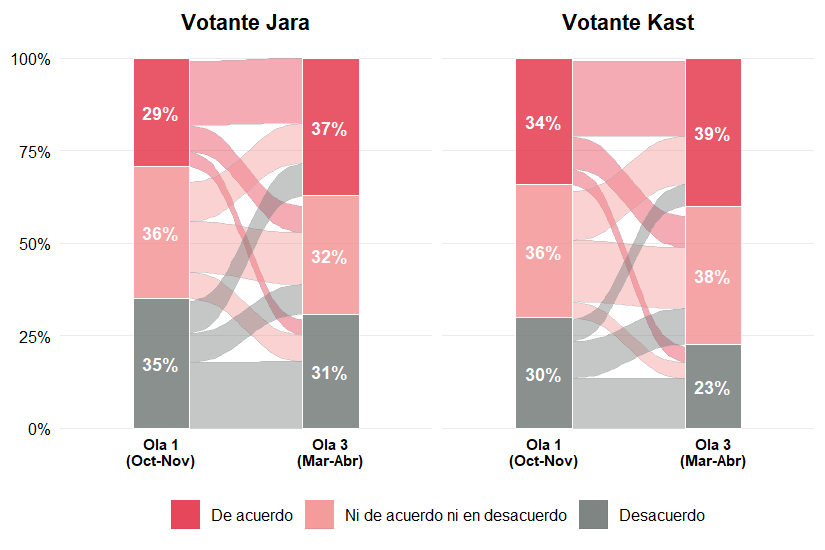 Votante Jara
Votante Kast
100%
75%
50%
25%
0%
29%
36%
35%
37%
32%
31%
34%
36%
30%
39%
38%
23%
Ola 1
(Oct-Nov)
Ola 3
(Mar-Abr)
Ola 1
(Oct-Nov)
Ola 3
(Mar-Abr)
De acuerdo
Ni de acuerdo ni en desacuerdo
Desacuerdo